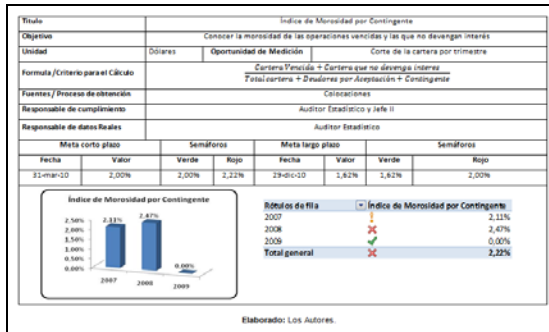 Titulo Índice de Morosidad por Contingente
Objetivo Conocer la morosidad de las operaciones vencidas y las que no devengan interés
Unidad Dólares Oportunidad de Medición Corte de la cartera por trimestre
Formula /Criterio para el Cálculo Cartera Vencida + Cartera que no devenga interes
Total cartera + Deudores por Aceptación + Contingente
Fuentes / Proceso de obtención Colocaciones
Responsable de cumplimiento Auditor Estadístico y Jefe II
Responsable de datos Reales Auditor Estadístico
Meta corto plazo Semáforos Meta largo plazo Semáforos
Fecha Valor Verde Rojo Fecha Valor Verde Rojo
31-mar-10 2,00% 2,00% 2,22% 29-dic-10 1,62% 1,62% 2,00%
Índice de Morosidad por Contingente
2.50%
2.00%
1.50%
1.00%
0.50%
0.00%
2.11% 2.47% 0.00%
2007 2008 2009
Rótulos de fila Índice de Morosidad por Contingente
2007 2,11%
2008 2,47%
2009 0,00%
Total general 2,22%
Elaborado: Los Autores.